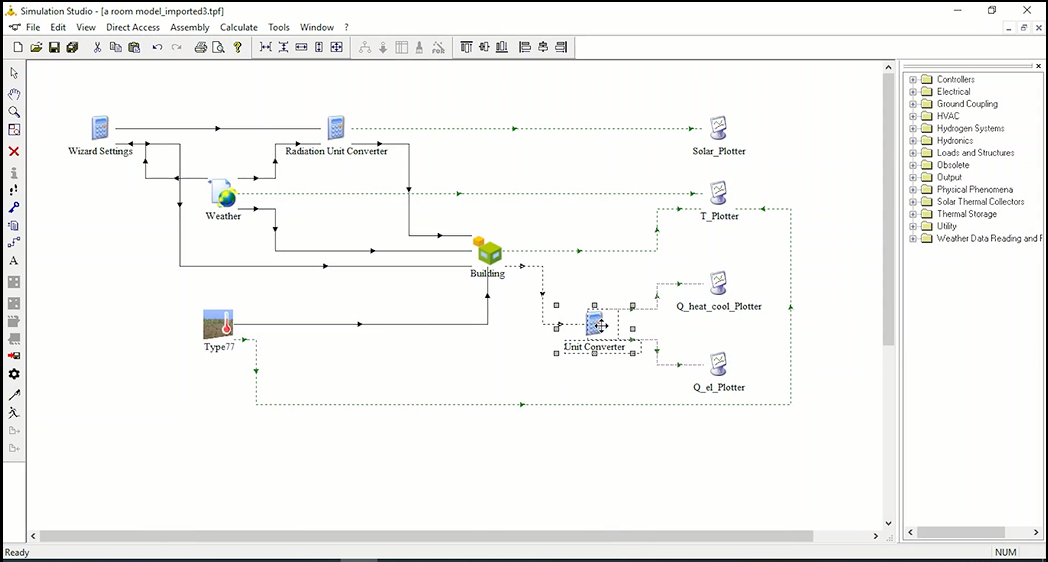 Simulation Studio - [a room model_imported3.tpf]
File Edit View Direct Access Assembly Calculate Tools Window ?
Wizard Settings
Radiation Unit Converter
Solar_Plotter
Weather
T_Plotter
Building
Q_heat_cool_Plotter
Type77
Unit Converter
Q_el_Plotter
Controllers
Electrical
Ground Coupling
HVAC
Hydrogen Systems
Hydronics
Loads and Structures
Obsolete
Output
Physical Phenomena
Solar Thermal Collectors
Thermal Storage
Utility
Weather Data Reading and F
Ready
NUM